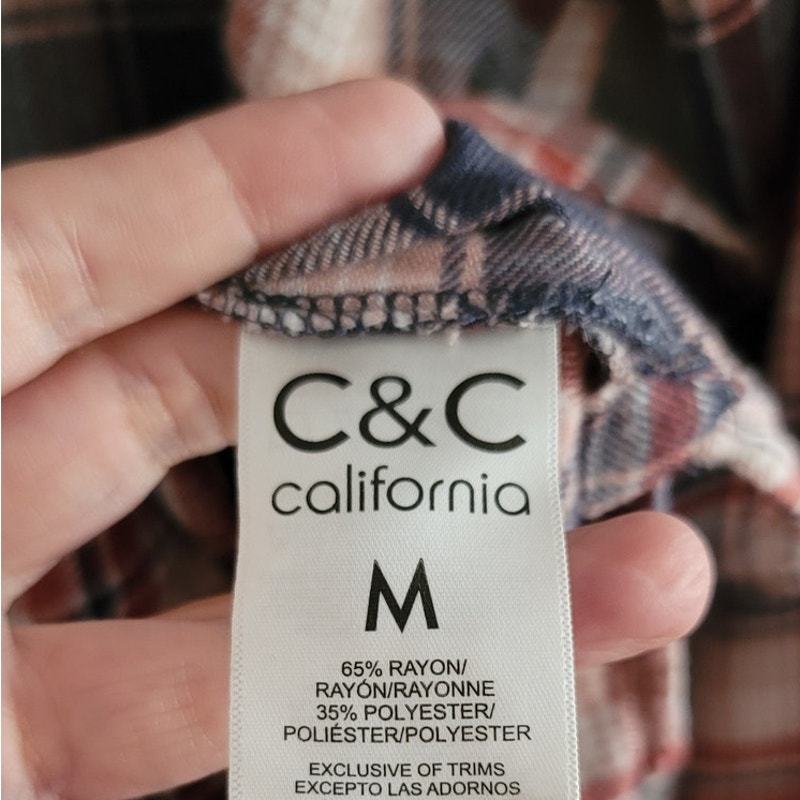 C&C
california
M
65% RAYON/
RAYÓN/RAYONNE
35% POLYESTER/
POLIÉSTER/POLYESTER
EXCLUSIVE OF TRIMS
EXCEPTO LAS ADORNOS